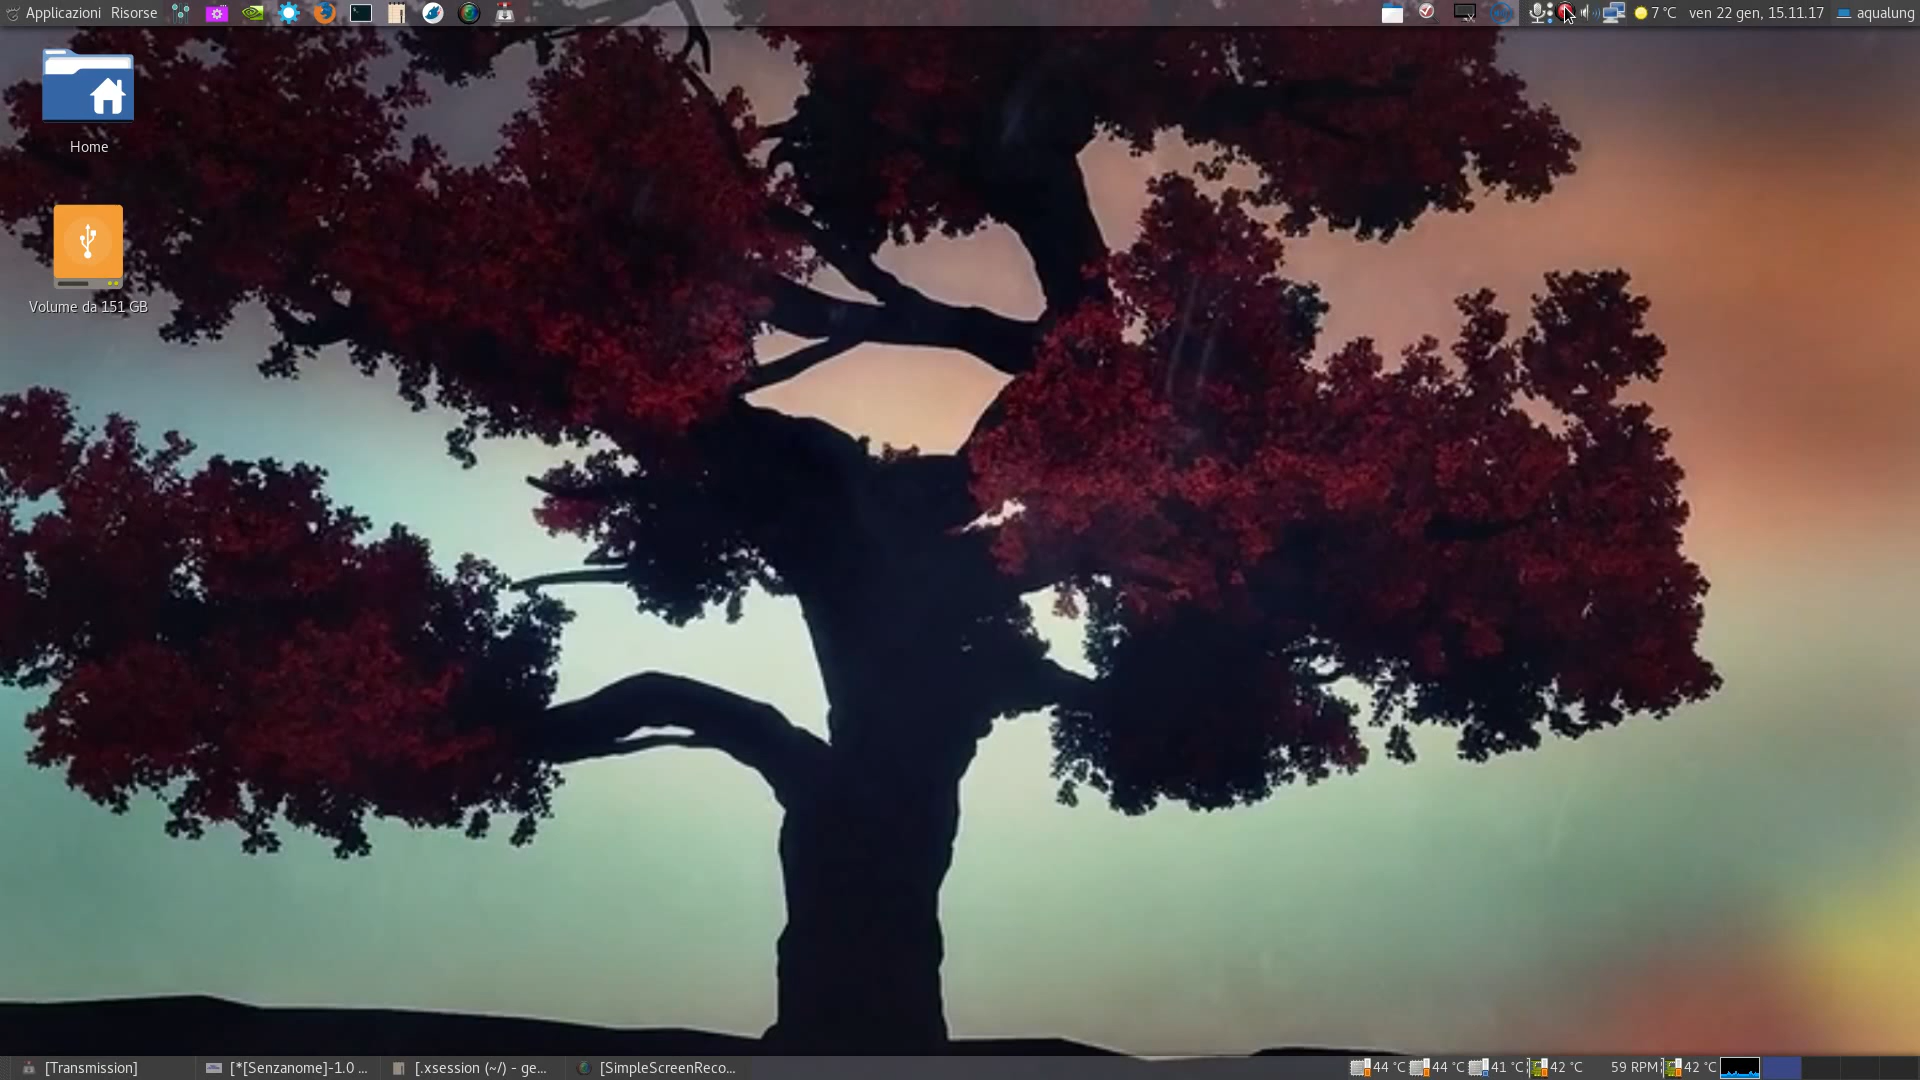 Applicazioni Risorse 7 °C ven 22 gen, 15.11.17 aqualung
Home
Volume da 151 GB
[Transmission] [*[Senzanome]-1.0 ... [.xsession (~/) - ge... [SimpleScreenReco... 44 °C 44 °C 41 °C 42 °C 59 RPM 42 °C